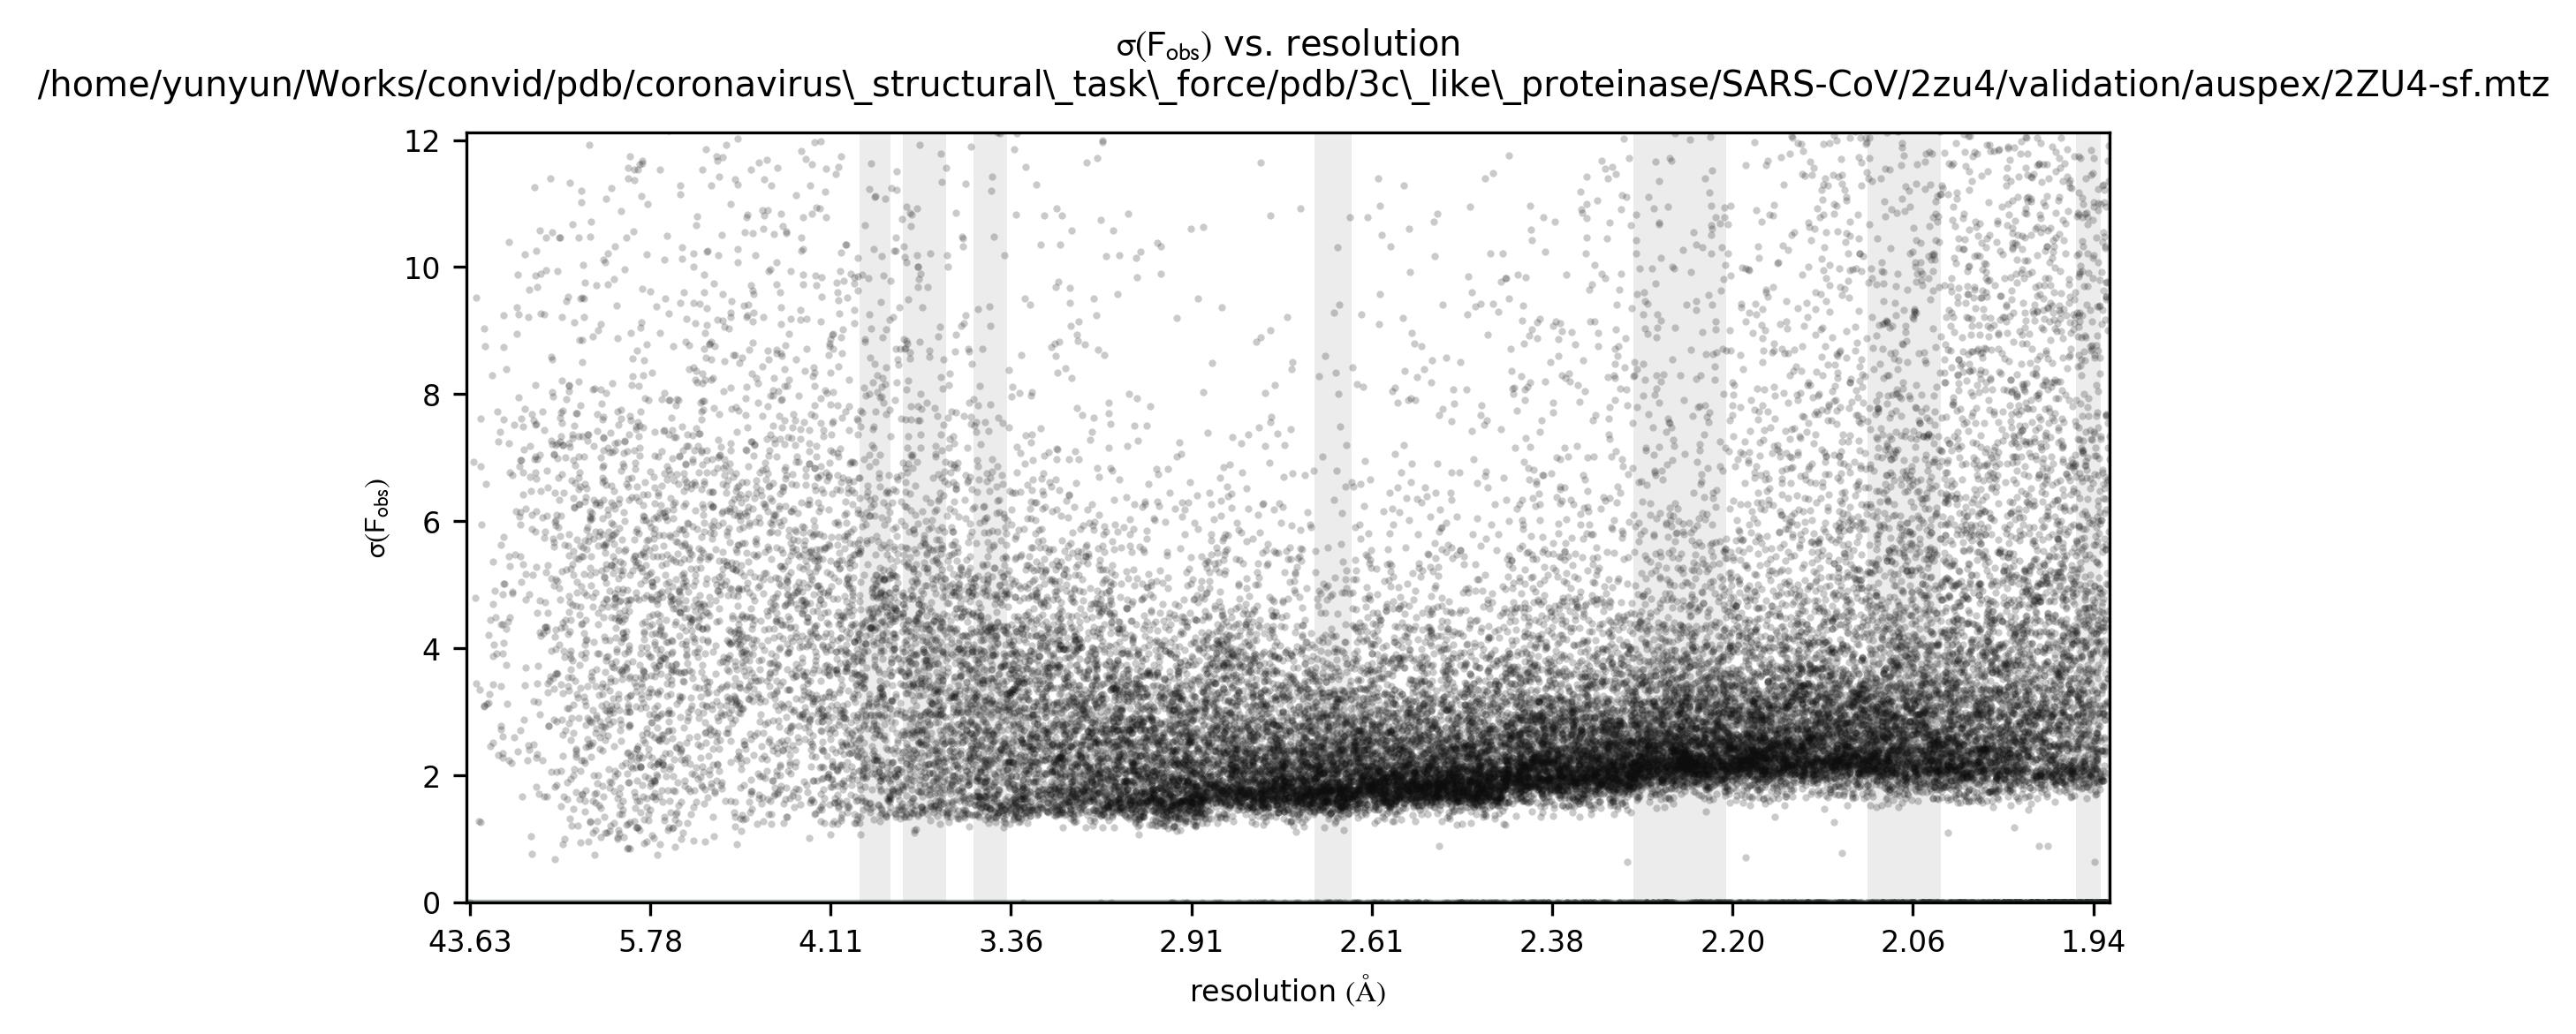 σ(Fobs) vs. resolution
/home/yunyun/Works/convid/pdb/coronavirus\_structural\_task\_force/pdb/3c\_like\_proteinase/SARS-CoV/2zu4/validation/auspex/2ZU4-sf.mtz
12
10
8
6
4
2
0
σ(Fobs)
43.63 5.78 4.11 3.36 2.91 2.61 2.38 2.20 2.06 1.94
resolution (Å)